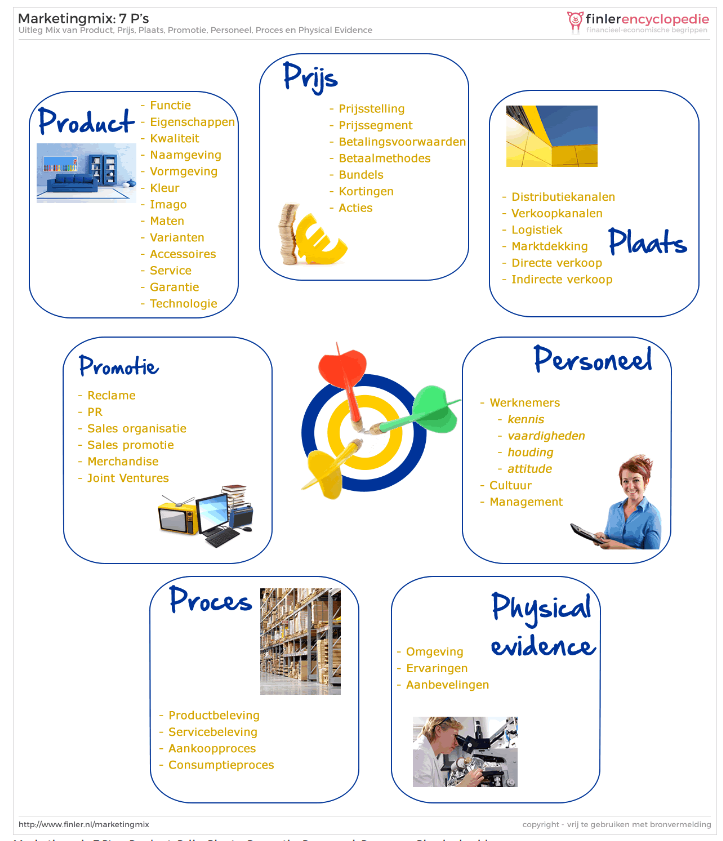 Marketingmix: 7 P's
Uitleg Mix van Product, Prijs, Plaats, Promotie, Personeel, Proces en Physical Evidence
finlerencyclopedie
financieel-economische begrippen
Product
- Functie
- Eigenschappen
- Kwaliteit
- Naamgeving
- Vormgeving
- Kleur
- Imago
- Maten
- Varianten
- Accessoires
- Service
- Garantie
- Technologie
Prijs
- Prijsstelling
- Prijssegment
- Betalingsvoorwaarden
- Betaalmethodes
- Bundels
- Kortingen
- Acties
- Distributiekanalen
- Verkoopkanalen
- Logistiek
- Marktdekking
- Directe verkoop
- Indirecte verkoop
Plaats
Promotie
- Reclame
- PR
- Sales organisatie
- Sales promotie
- Merchandise
- Joint Ventures
Personeel
- Werknemers
- kennis
- vaardigheden
- houding
- attitude
- Cultuur
- Management
Proces
- Productbeleving
- Servicebeleving
- Aankoopproces
- Consumptieproces
Physical
evidence
- Omgeving
- Ervaringen
- Aanbevelingen
http://www.finler.nl/marketingmix
copyright - vrij te gebruiken met bronvermelding